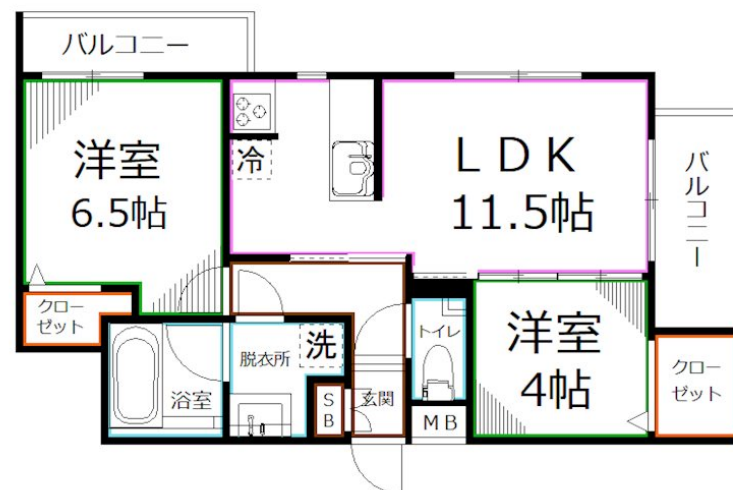 バルコニー
洋室
6.5帖
冷
LDK
11.5帖
バルコニー
クロー
ゼット
脱衣所
洗
浴室
SB
玄関
トイレ
MB
洋室
4帖
クロー
ゼット